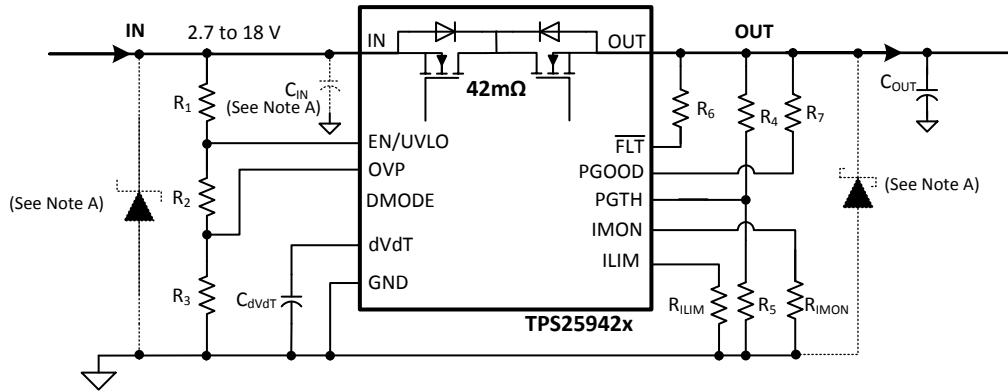 IN
2.7 to 18 V
IN
OUT
OUT
42mΩ
C_IN
(See Note A)
R1
R2
R3
EN/UVLO
OVP
DMODE
dVdT
GND
FLT
PGOOD
PGTH
IMON
ILIM
R6
R4
R7
COUT
(See Note A)
(See Note A)
CdVdT
RILIM
R5
RIMON
TPS25942x